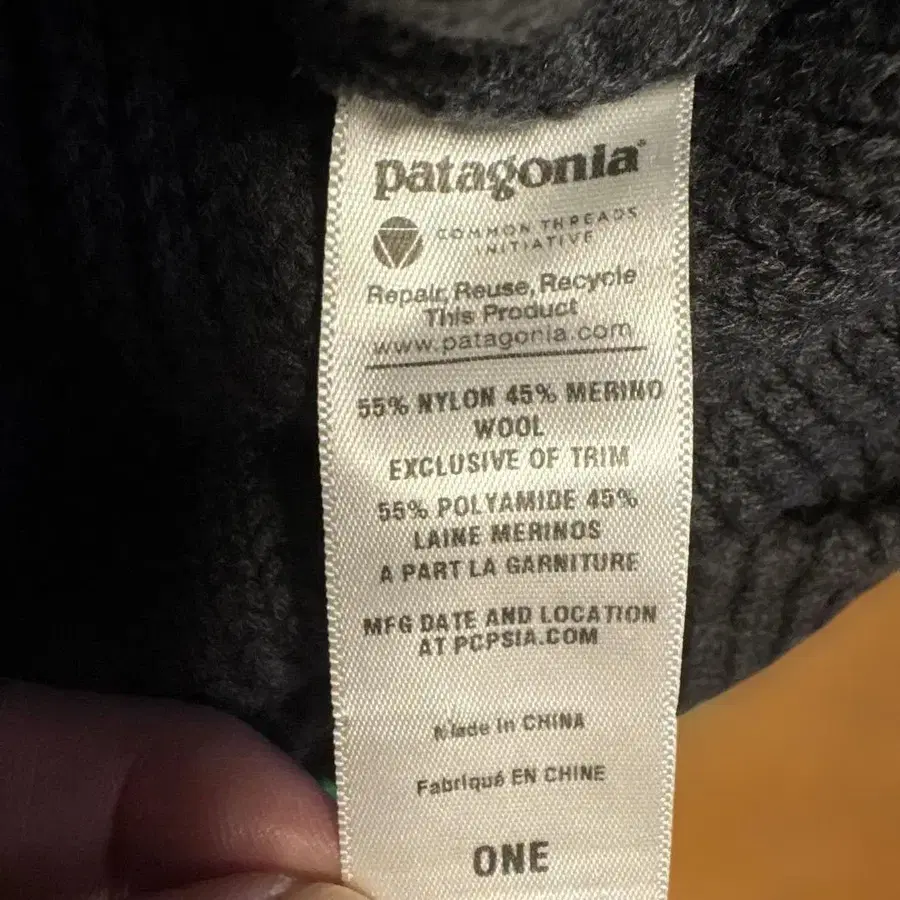 patagonia®
COMMON THREADS
INITIATIVE
Repair, Reuse, Recycle
This Product
www.patagonia.com
55% NYLON 45% MERINO
WOOL
EXCLUSIVE OF TRIM
55% POLYAMIDE 45%
LAINE MERINOS
A PART LA GARNITURE
MFG DATE AND LOCATION
AT PCPSIA.COM
Made in CHINA
Fabriqué EN CHINE
ONE